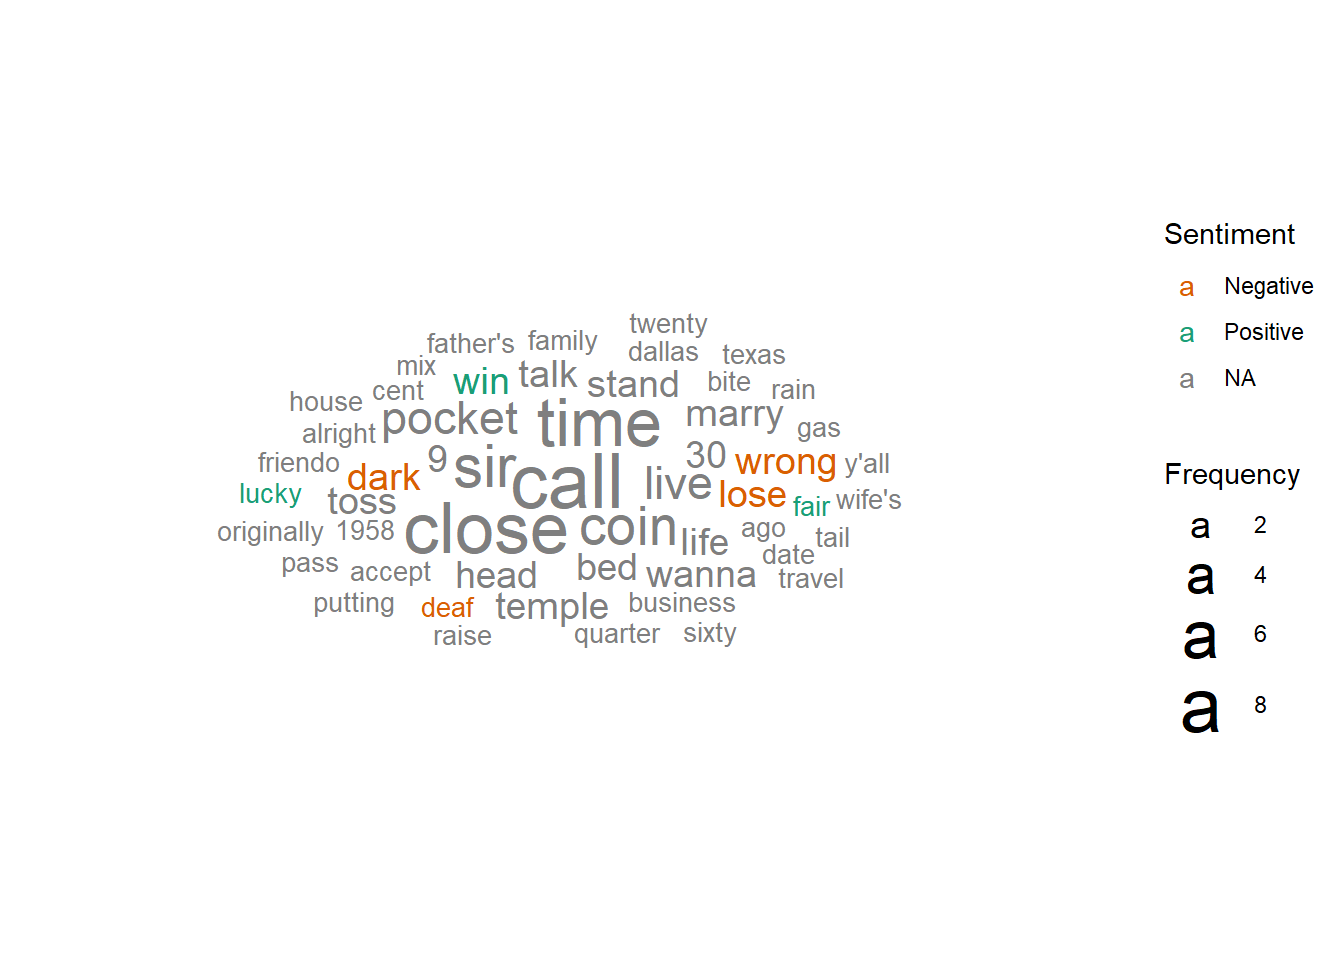 twenty
father's family
dallas texas
mix
win talk stand bite rain
house cent
pocket time marry
alright gas
friendo 9 sir 30 wrong y'all
dark call live lose
lucky toss fair wife's
originally 1958 close coin life ago tail
pass accept head bed wanna date travel
putting deaf temple business
raise quarter sixty
Sentiment
a Negative
a Positive
a NA
Frequency
a 2
a 4
a 6
a 8